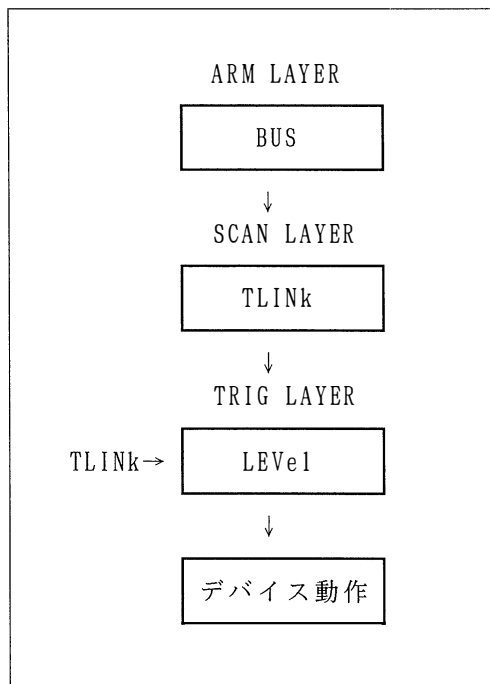 ARM LAYER
BUS
↓
SCAN LAYER
TLINk
↓
TRIG LAYER
TLINk→ LEVel
↓
デバイス動作